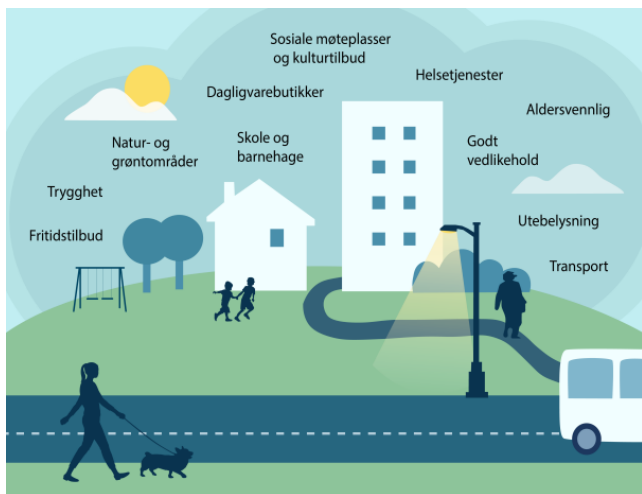 Sosiale møteplasser
og kulturtilbud
Helsetjenester
Dagligvarebutikker
Aldersvennlig
Natur- og
grøntområder
Skole og
barnehage
Godt
vedlikehold
Trygghet
Utebelysning
Fritidstilbud
Transport